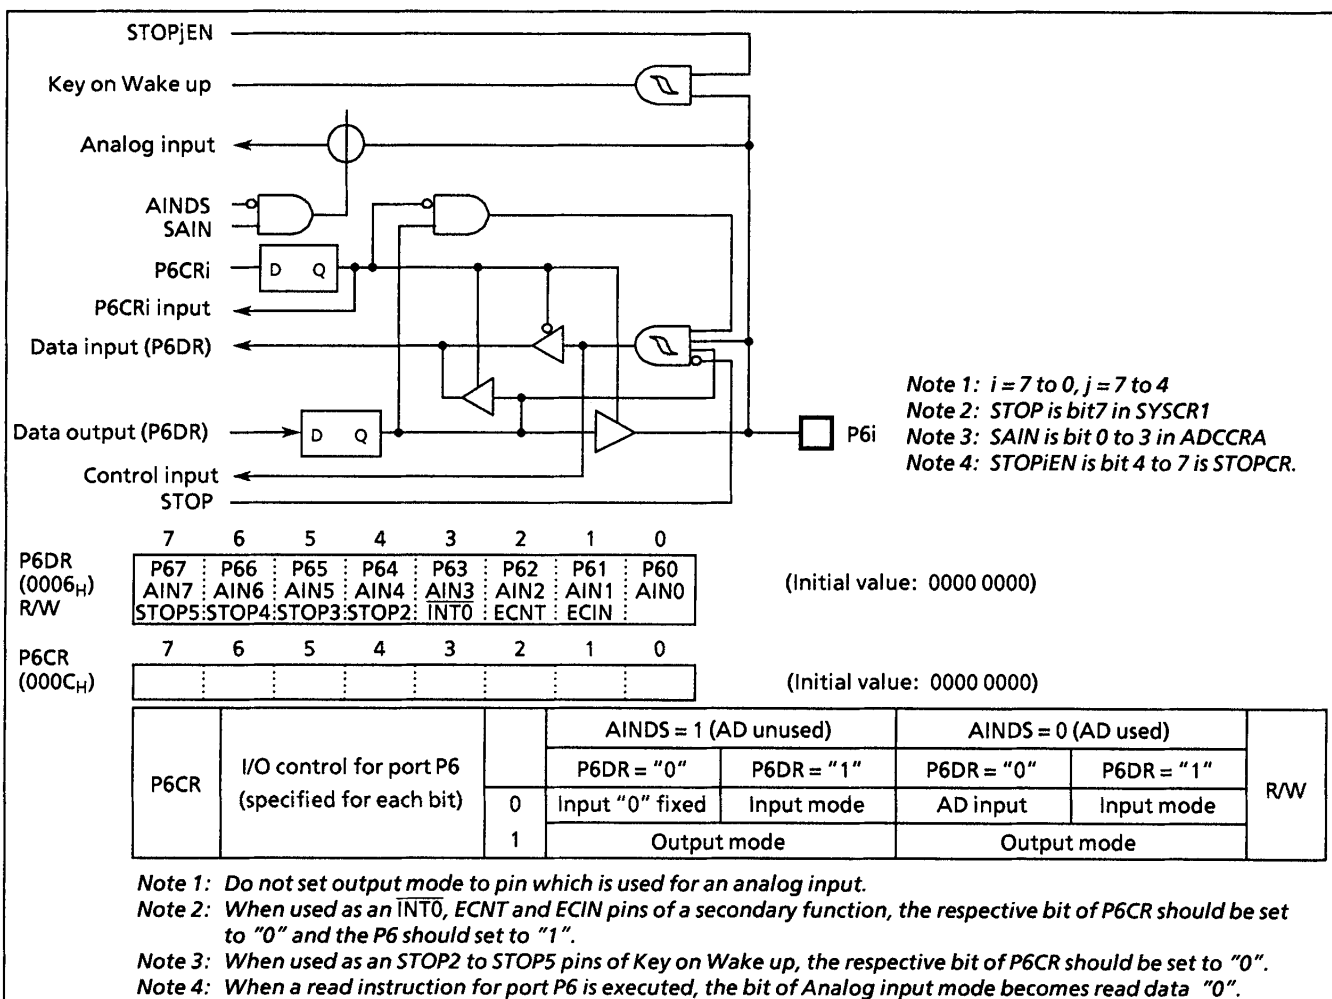 STOPjEN
Key on Wake up
Analog input
AINDS
SAIN
P6CRi
D Q
P6CRi input
Data input (P6DR)
Data output (P6DR)
D Q
Control input
STOP
P6i
Note 1: i = 7 to 0, j = 7 to 4
Note 2: STOP is bit7 in SYSCR1
Note 3: SAIN is bit 0 to 3 in ADCCRA
Note 4: STOPiEN is bit 4 to 7 is STOPCR.
7 6 5 4 3 2 1 0
P6DR
(0006H)
R/W
P67 P66 P65 P64 P63 P62 P61 P60
AIN7 AIN6 AIN5 AIN4 AIN3 AIN2 AIN1 AIN0
STOP5 STOP4 STOP3 STOP2 INT0 ECNT ECIN
(Initial value: 0000 0000)
7 6 5 4 3 2 1 0
P6CR
(000CH)
(Initial value: 0000 0000)
P6CR
I/O control for port P6
(specified for each bit)
AINDS = 1 (AD unused) AINDS = 0 (AD used)
P6DR = "0" P6DR = "1" P6DR = "0" P6DR = "1"
0 Input "0" fixed Input mode AD input Input mode
1 Output mode Output mode
R/W
Note 1: Do not set output mode to pin which is used for an analog input.
Note 2: When used as an INT0, ECNT and ECIN pins of a secondary function, the respective bit of P6CR should be set
to "0" and the P6 should set to "1".
Note 3: When used as an STOP2 to STOP5 pins of Key on Wake up, the respective bit of P6CR should be set to "0".
Note 4: When a read instruction for port P6 is executed, the bit of Analog input mode becomes read data "0".